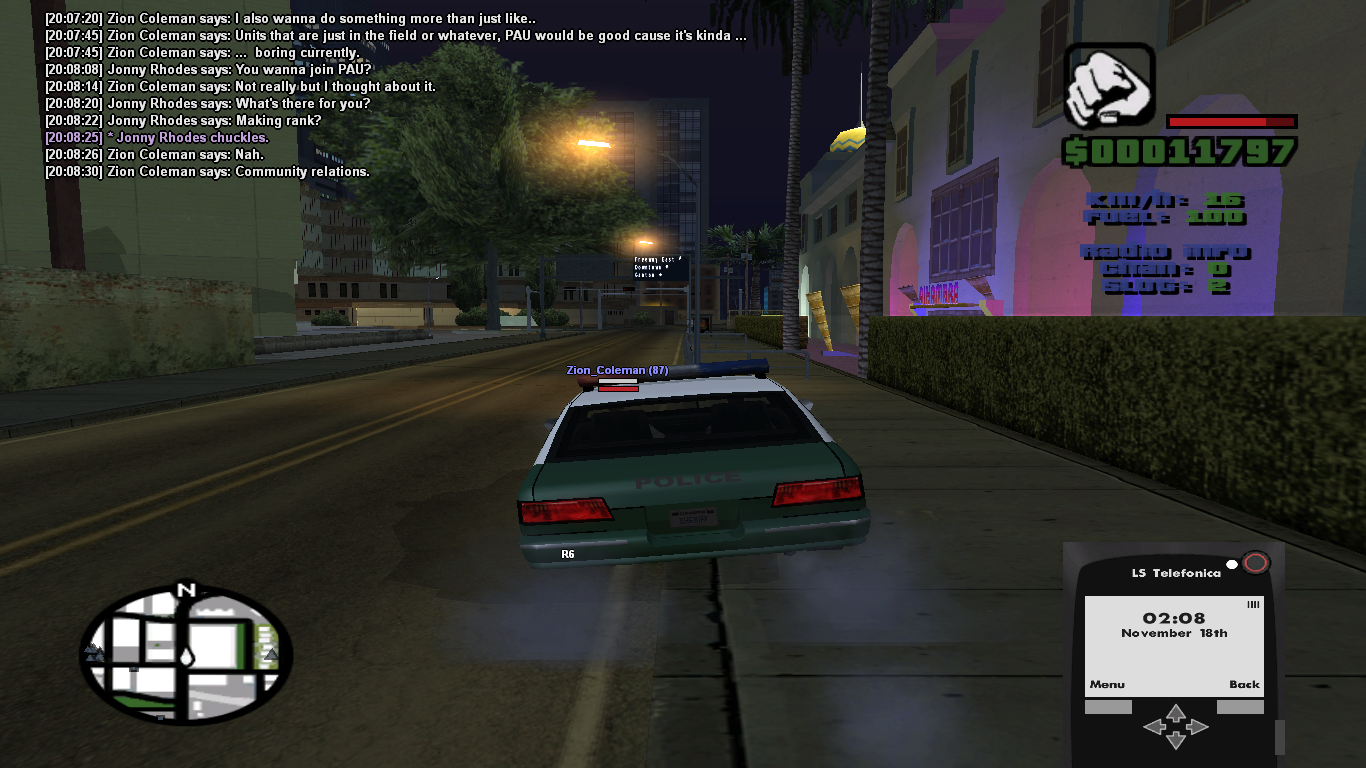 [20:07:20] Zion Coleman says: I also wanna do something more than just like..
[20:07:45] Zion Coleman says: Units that are just in the field or whatever, PAU would be good cause it's kinda ...
[20:07:45] Zion Coleman says: ...  boring currently.
[20:08:08] Jonny Rhodes says: You wanna join PAU?
[20:08:14] Zion Coleman says: Not really but I thought about it.
[20:08:20] Jonny Rhodes says: What's there for you?
[20:08:22] Jonny Rhodes says: Making rank?
[20:08:25] * Jonny Rhodes chuckles.
[20:08:26] Zion Coleman says: Nah.
[20:08:30] Zion Coleman says: Community relations.
$00011797
Km/h: 16
Fuel: 100
Radio Info
Chan: 0
Slot: 2
Freeway East
Downtown
Ganton
ALHAMBRA
Zion_Coleman (87)
POLICE
R6
N
LS Telefonica
02:08
November 18th
Menu
Back